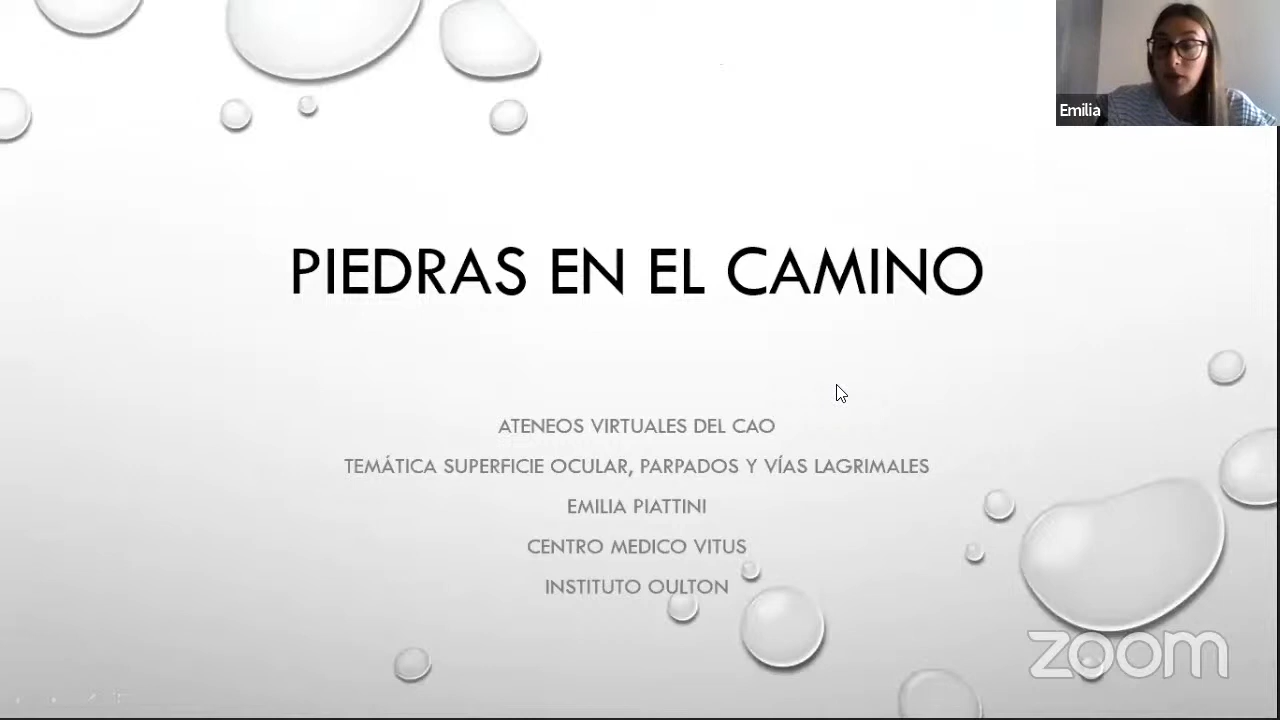 Emilia
PIEDRAS EN EL CAMINO
ATENEOS VIRTUALES DEL CAO
TEMÁTICA SUPERFICIE OCULAR, PARPADOS Y VÍAS LAGRIMALES
EMILIA PIATTINI
CENTRO MEDICO VITUS
INSTITUTO OULTON
zoom